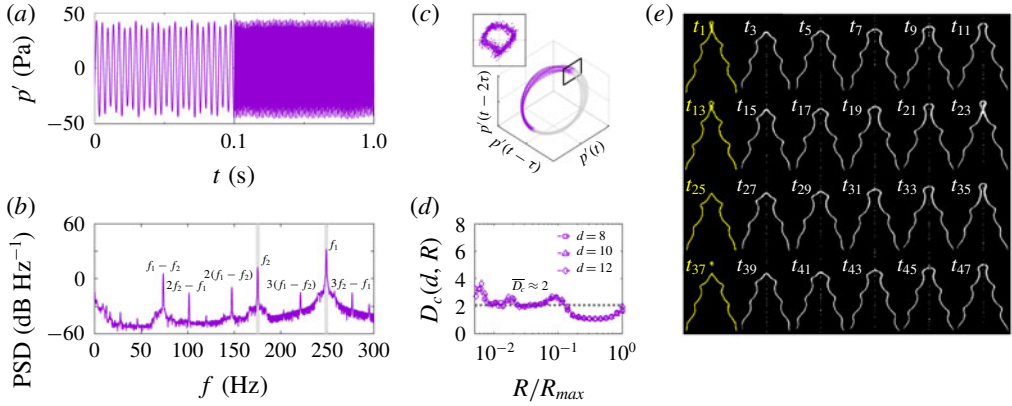 (a)
p′ (Pa)
50
0
−50
0
0.1
1.0
t (s)
(b)
PSD (dB Hz−1)
60
0
−60
f1 − f2
2f2 − f1
2(f1 − f2)
f2
3(f1 − f2)
f1
3f2 − f1
0
50
100
150
200
250
300
f (Hz)
(c)
p′(t − 2τ)
p′(t − τ)
p′(t)
(d)
Dc(d, R)
8
6
4
2
0
d = 8
d = 10
d = 12
Dc ≈ 2
10−2
10−1
100
R/Rmax
(e)
t1 t3 t5 t7 t9 t11
t13 t15 t17 t19 t21 t23
t25 t27 t29 t31 t33 t35
t37* t39 t41 t43 t45 t47